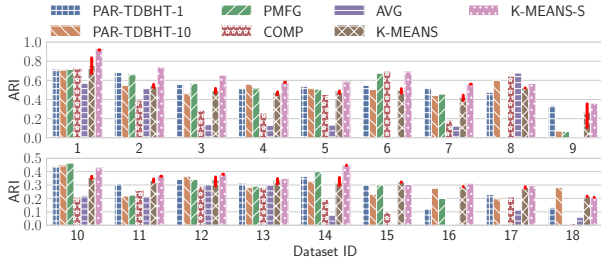 PAR-TDBHT-1 PMFG AVG K-MEANS-S
PAR-TDBHT-10 COMP K-MEANS
1.0
0.8
0.6
0.4
0.2
0.0
ARI
1 2 3 4 5 6 7 8 9
0.5
0.4
0.3
0.2
0.1
0.0
ARI
10 11 12 13 14 15 16 17 18
Dataset ID